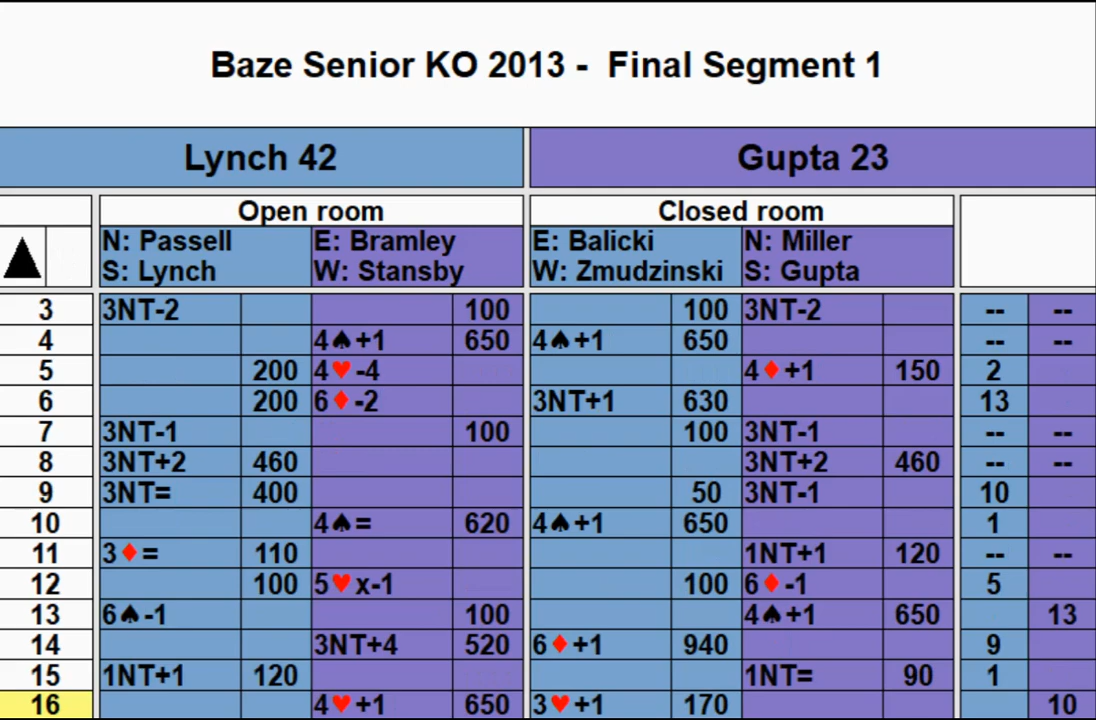 Baze Senior KO 2013 - Final Segment 1
Lynch 42 Gupta 23
Open room Closed room
N: Passell E: Bramley E: Balicki N: Miller
S: Lynch W: Stansby W: Zmudzinski S: Gupta
3 3NT-2 100 100 3NT-2 -- --
4 4♠+1 650 4♠+1 650 -- --
5 200 4♥-4 4♦+1 150 2
6 200 6♦-2 3NT+1 630 13
7 3NT-1 100 100 3NT-1 -- --
8 3NT+2 460 3NT+2 460 -- --
9 3NT= 400 50 3NT-1 10
10 4♠= 620 4♠+1 650 1
11 3♦= 110 1NT+1 120 -- --
12 100 5♥x-1 100 6♦-1 5
13 6♠-1 100 4♠+1 650 13
14 3NT+4 520 6♦+1 940 9
15 1NT+1 120 1NT= 90 1
16 4♥+1 650 3♥+1 170 10